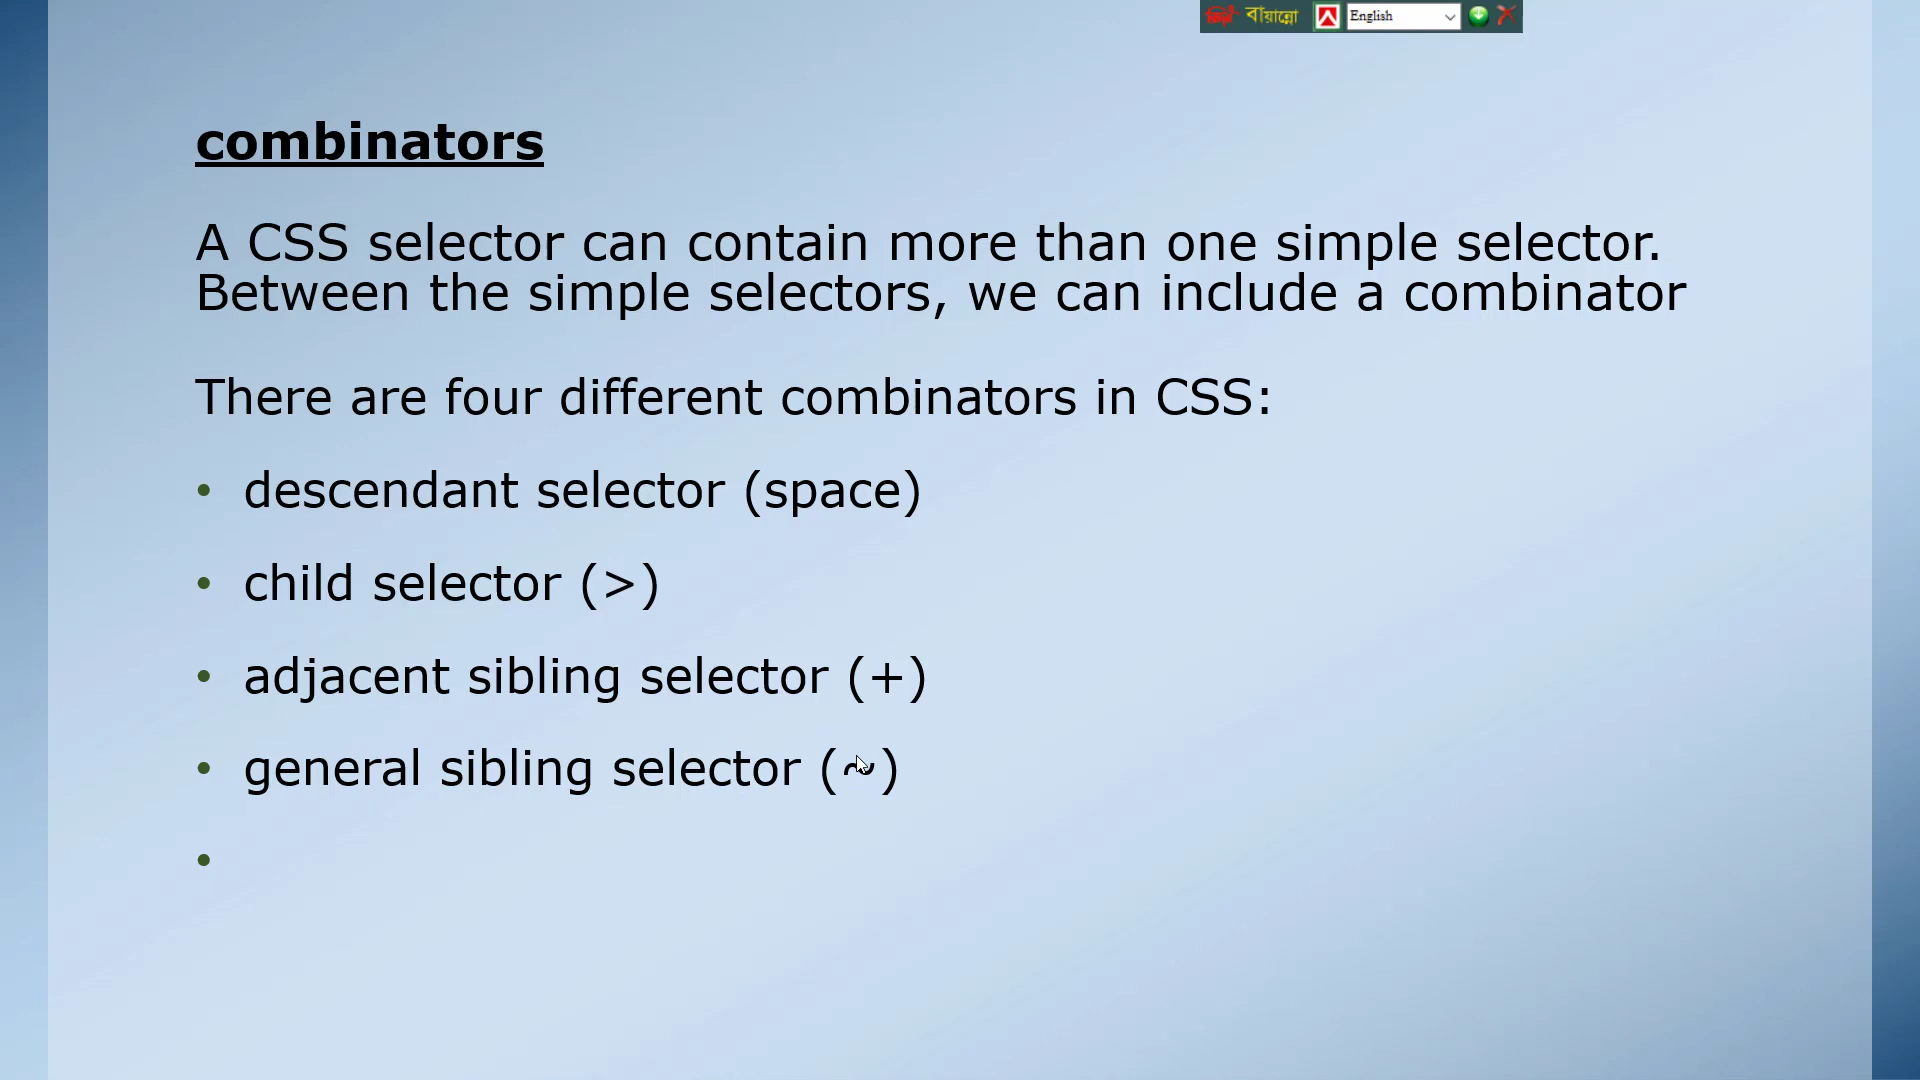 বায়ান্নো English
combinators
A CSS selector can contain more than one simple selector.
Between the simple selectors, we can include a combinator
There are four different combinators in CSS:
• descendant selector (space)
• child selector (>)
• adjacent sibling selector (+)
• general sibling selector (~)
•